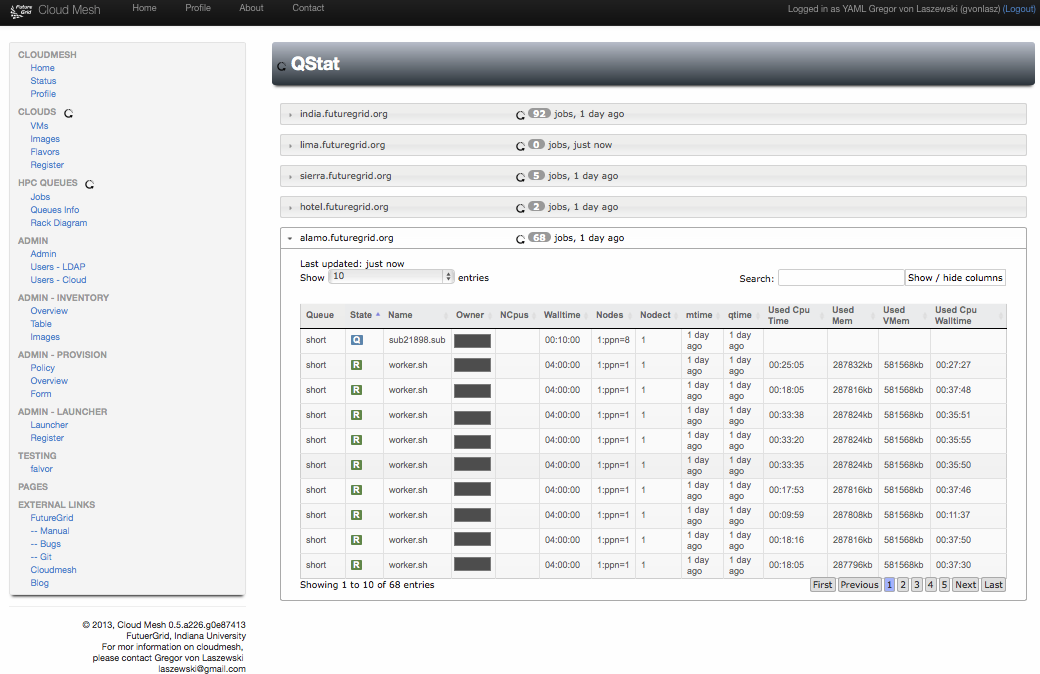 Future Grid Cloud Mesh Home Profile About Contact Logged in as YAML Gregor von Laszewski (gvonlasz) (Logout)
CLOUDMESH
Home
Status
Profile
CLOUDS
VMs
Images
Flavors
Register
HPC QUEUES
Jobs
Queues Info
Rack Diagram
ADMIN
Admin
Users - LDAP
Users - Cloud
ADMIN - INVENTORY
Overview
Table
Images
ADMIN - PROVISION
Policy
Overview
Form
ADMIN - LAUNCHER
Launcher
Register
TESTING
falvor
PAGES
EXTERNAL LINKS
FutureGrid
-- Manual
-- Bugs
-- Git
Cloudmesh
Blog
© 2013, Cloud Mesh 0.5.a226.g0e87413
FutuerGrid, Indiana University
For mor information on cloudmesh,
please contact Gregor von Laszewski
laszewski@gmail.com
QStat
india.futuregrid.org 92 jobs, 1 day ago
lima.futuregrid.org 0 jobs, just now
sierra.futuregrid.org 5 jobs, 1 day ago
hotel.futuregrid.org 2 jobs, 1 day ago
alamo.futuregrid.org 68 jobs, 1 day ago
Last updated: just now
Show 10 entries Search: Show / hide columns
Queue State Name Owner NCpus Walltime Nodes Nodect mtime qtime Used Cpu Time Used Mem Used VMem Used Cpu Walltime
short Q sub21898.sub 00:10:00 1:ppn=8 1 1 day ago 1 day ago
short R worker.sh 04:00:00 1:ppn=1 1 1 day ago 1 day ago 00:25:05 287832kb 581568kb 00:27:27
short R worker.sh 04:00:00 1:ppn=1 1 1 day ago 1 day ago 00:18:05 287816kb 581568kb 00:37:48
short R worker.sh 04:00:00 1:ppn=1 1 1 day ago 1 day ago 00:33:38 287824kb 581568kb 00:35:51
short R worker.sh 04:00:00 1:ppn=1 1 1 day ago 1 day ago 00:33:20 287824kb 581568kb 00:35:55
short R worker.sh 04:00:00 1:ppn=1 1 1 day ago 1 day ago 00:33:35 287824kb 581568kb 00:35:50
short R worker.sh 04:00:00 1:ppn=1 1 1 day ago 1 day ago 00:17:53 287816kb 581568kb 00:37:46
short R worker.sh 04:00:00 1:ppn=1 1 1 day ago 1 day ago 00:09:59 287808kb 581568kb 00:11:37
short R worker.sh 04:00:00 1:ppn=1 1 1 day ago 1 day ago 00:18:16 287816kb 581568kb 00:37:50
short R worker.sh 04:00:00 1:ppn=1 1 1 day ago 1 day ago 00:18:05 287796kb 581568kb 00:37:30
Showing 1 to 10 of 68 entries First Previous 1 2 3 4 5 Next Last